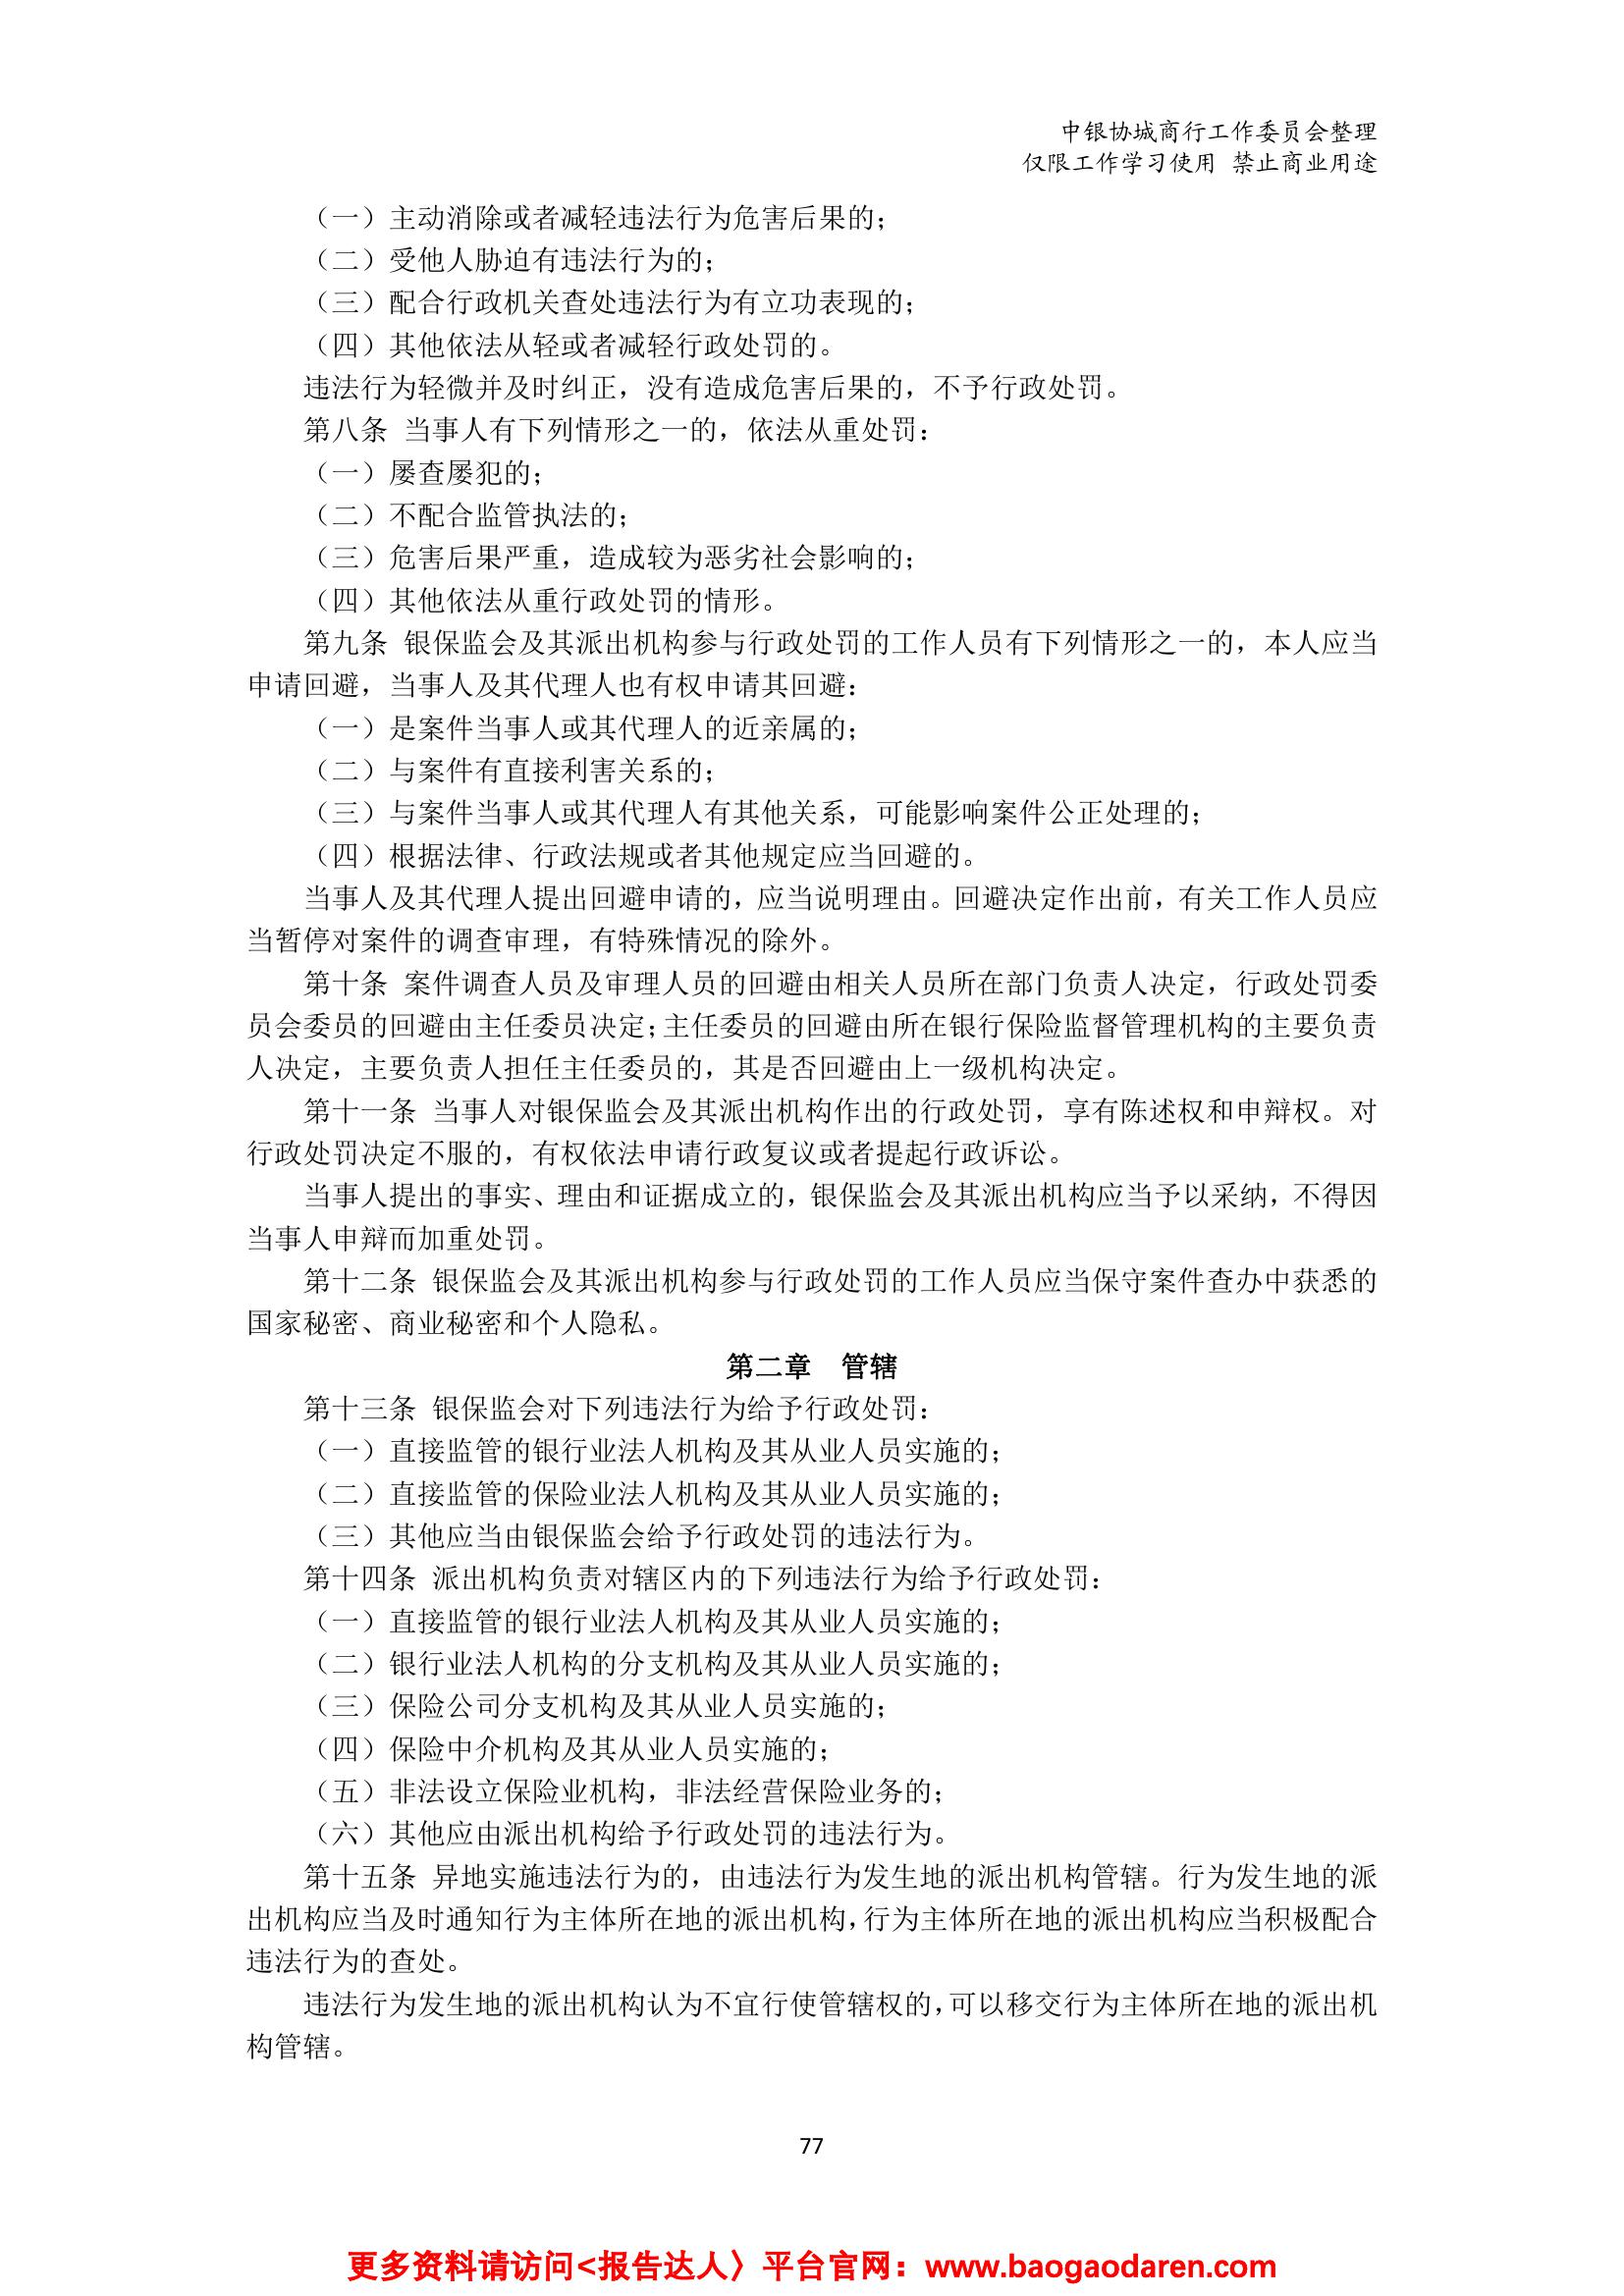 中银协城商行工作委员会整理
仅限工作学习使用 禁止商业用途
（一）主动消除或者减轻违法行为危害后果的；
（二）受他人胁迫有违法行为的；
（三）配合行政机关查处违法行为有立功表现的；
（四）其他依法从轻或者减轻行政处罚的。
违法行为轻微并及时纠正，没有造成危害后果的，不予行政处罚。
第八条 当事人有下列情形之一的，依法从重处罚：
（一）屡查屡犯的；
（二）不配合监管执法的；
（三）危害后果严重，造成较为恶劣社会影响的；
（四）其他依法从重行政处罚的情形。
第九条 银保监会及其派出机构参与行政处罚的工作人员有下列情形之一的，本人应当
申请回避，当事人及其代理人也有权申请其回避：
（一）是案件当事人或其代理人的近亲属的；
（二）与案件有直接利害关系的；
（三）与案件当事人或其代理人有其他关系，可能影响案件公正处理的；
（四）根据法律、行政法规或者其他规定应当回避的。
当事人及其代理人提出回避申请的，应当说明理由。回避决定作出前，有关工作人员应
当暂停对案件的调查审理，有特殊情况的除外。
第十条 案件调查人员及审理人员的回避由相关人员所在部门负责人决定，行政处罚委
员会委员的回避由主任委员决定；主任委员的回避由所在银行保险监督管理机构的主要负责
人决定，主要负责人担任主任委员的，其是否回避由上一级机构决定。
第十一条 当事人对银保监会及其派出机构作出的行政处罚，享有陈述权和申辩权。对
行政处罚决定不服的，有权依法申请行政复议或者提起行政诉讼。
当事人提出的事实、理由和证据成立的，银保监会及其派出机构应当予以采纳，不得因
当事人申辩而加重处罚。
第十二条 银保监会及其派出机构参与行政处罚的工作人员应当保守案件查办中获悉的
国家秘密、商业秘密和个人隐私。
第二章　管辖
第十三条 银保监会对下列违法行为给予行政处罚：
（一）直接监管的银行业法人机构及其从业人员实施的；
（二）直接监管的保险业法人机构及其从业人员实施的；
（三）其他应当由银保监会给予行政处罚的违法行为。
第十四条 派出机构负责对辖区内的下列违法行为给予行政处罚：
（一）直接监管的银行业法人机构及其从业人员实施的；
（二）银行业法人机构的分支机构及其从业人员实施的；
（三）保险公司分支机构及其从业人员实施的；
（四）保险中介机构及其从业人员实施的；
（五）非法设立保险业机构，非法经营保险业务的；
（六）其他应由派出机构给予行政处罚的违法行为。
第十五条 异地实施违法行为的，由违法行为发生地的派出机构管辖。行为发生地的派
出机构应当及时通知行为主体所在地的派出机构，行为主体所在地的派出机构应当积极配合
违法行为的查处。
违法行为发生地的派出机构认为不宜行使管辖权的，可以移交行为主体所在地的派出机
构管辖。
77
更多资料请访问<报告达人〉平台官网：www.baogaodaren.com